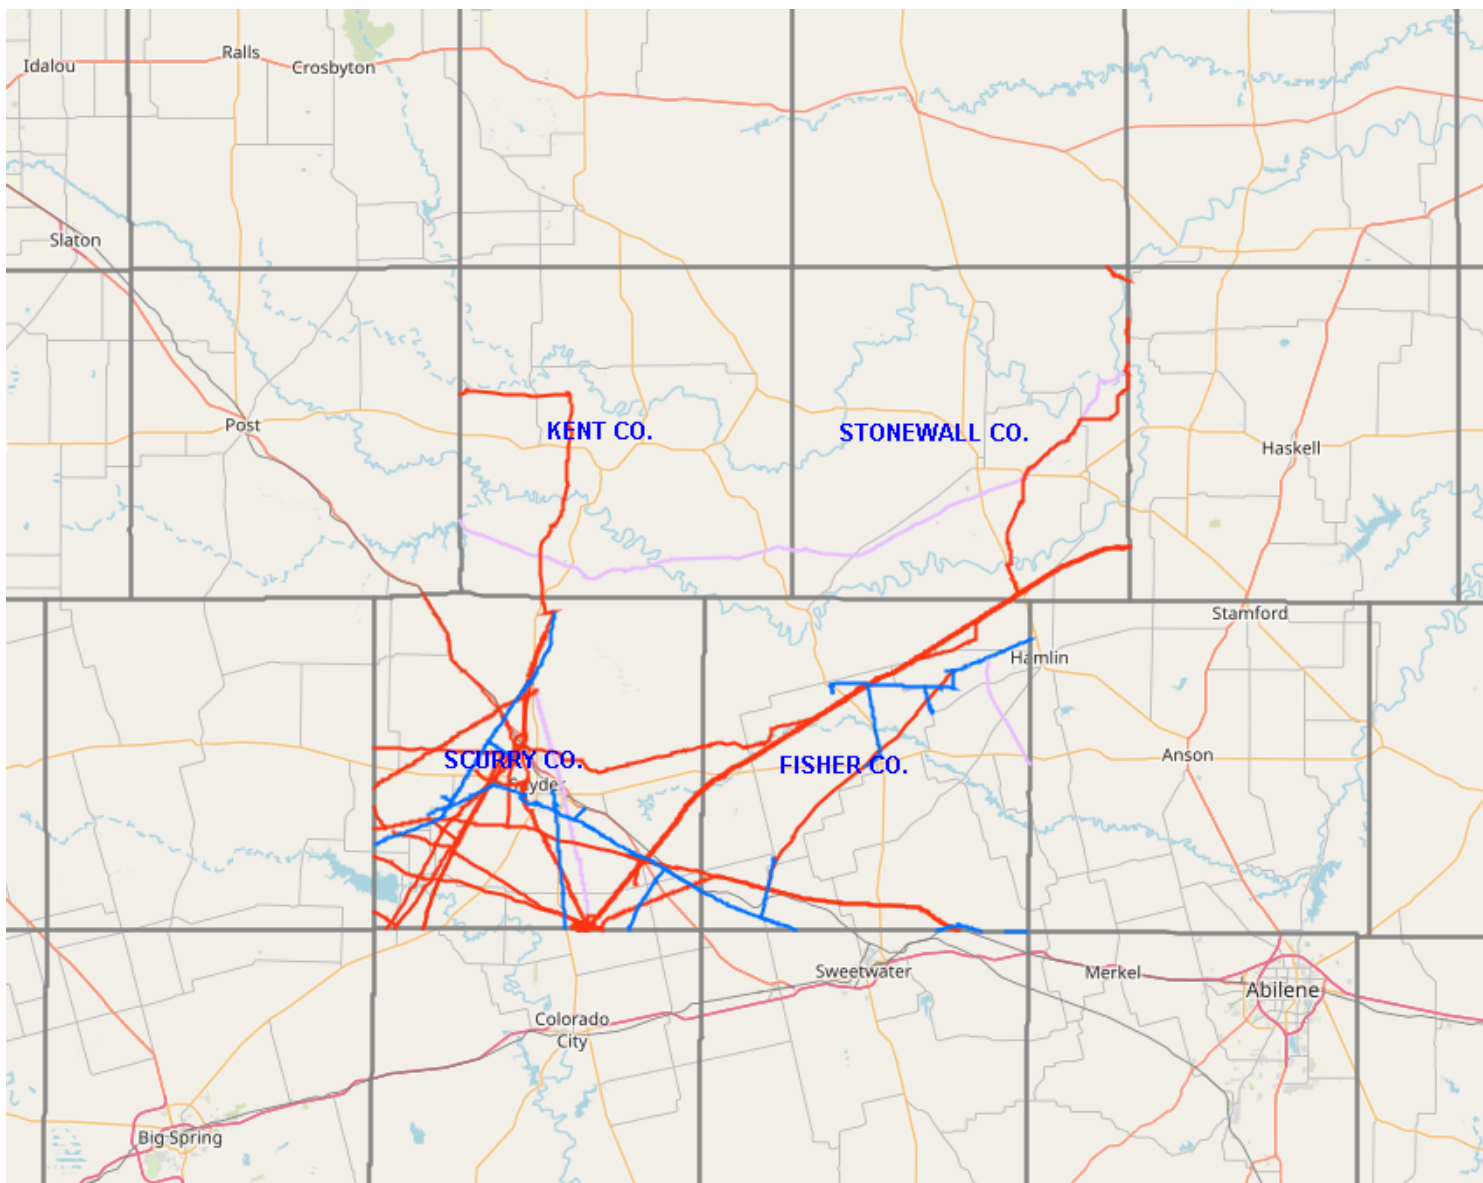 Idalou
Ralls
Crosbyton
Slaton
Post
KENT CO.
STONEWALL CO.
Haskell
Stamford
Hamlin
SCURRY CO.
Snyder
FISHER CO.
Anson
Sweetwater
Merkel
Abilene
Colorado
City
Big Spring